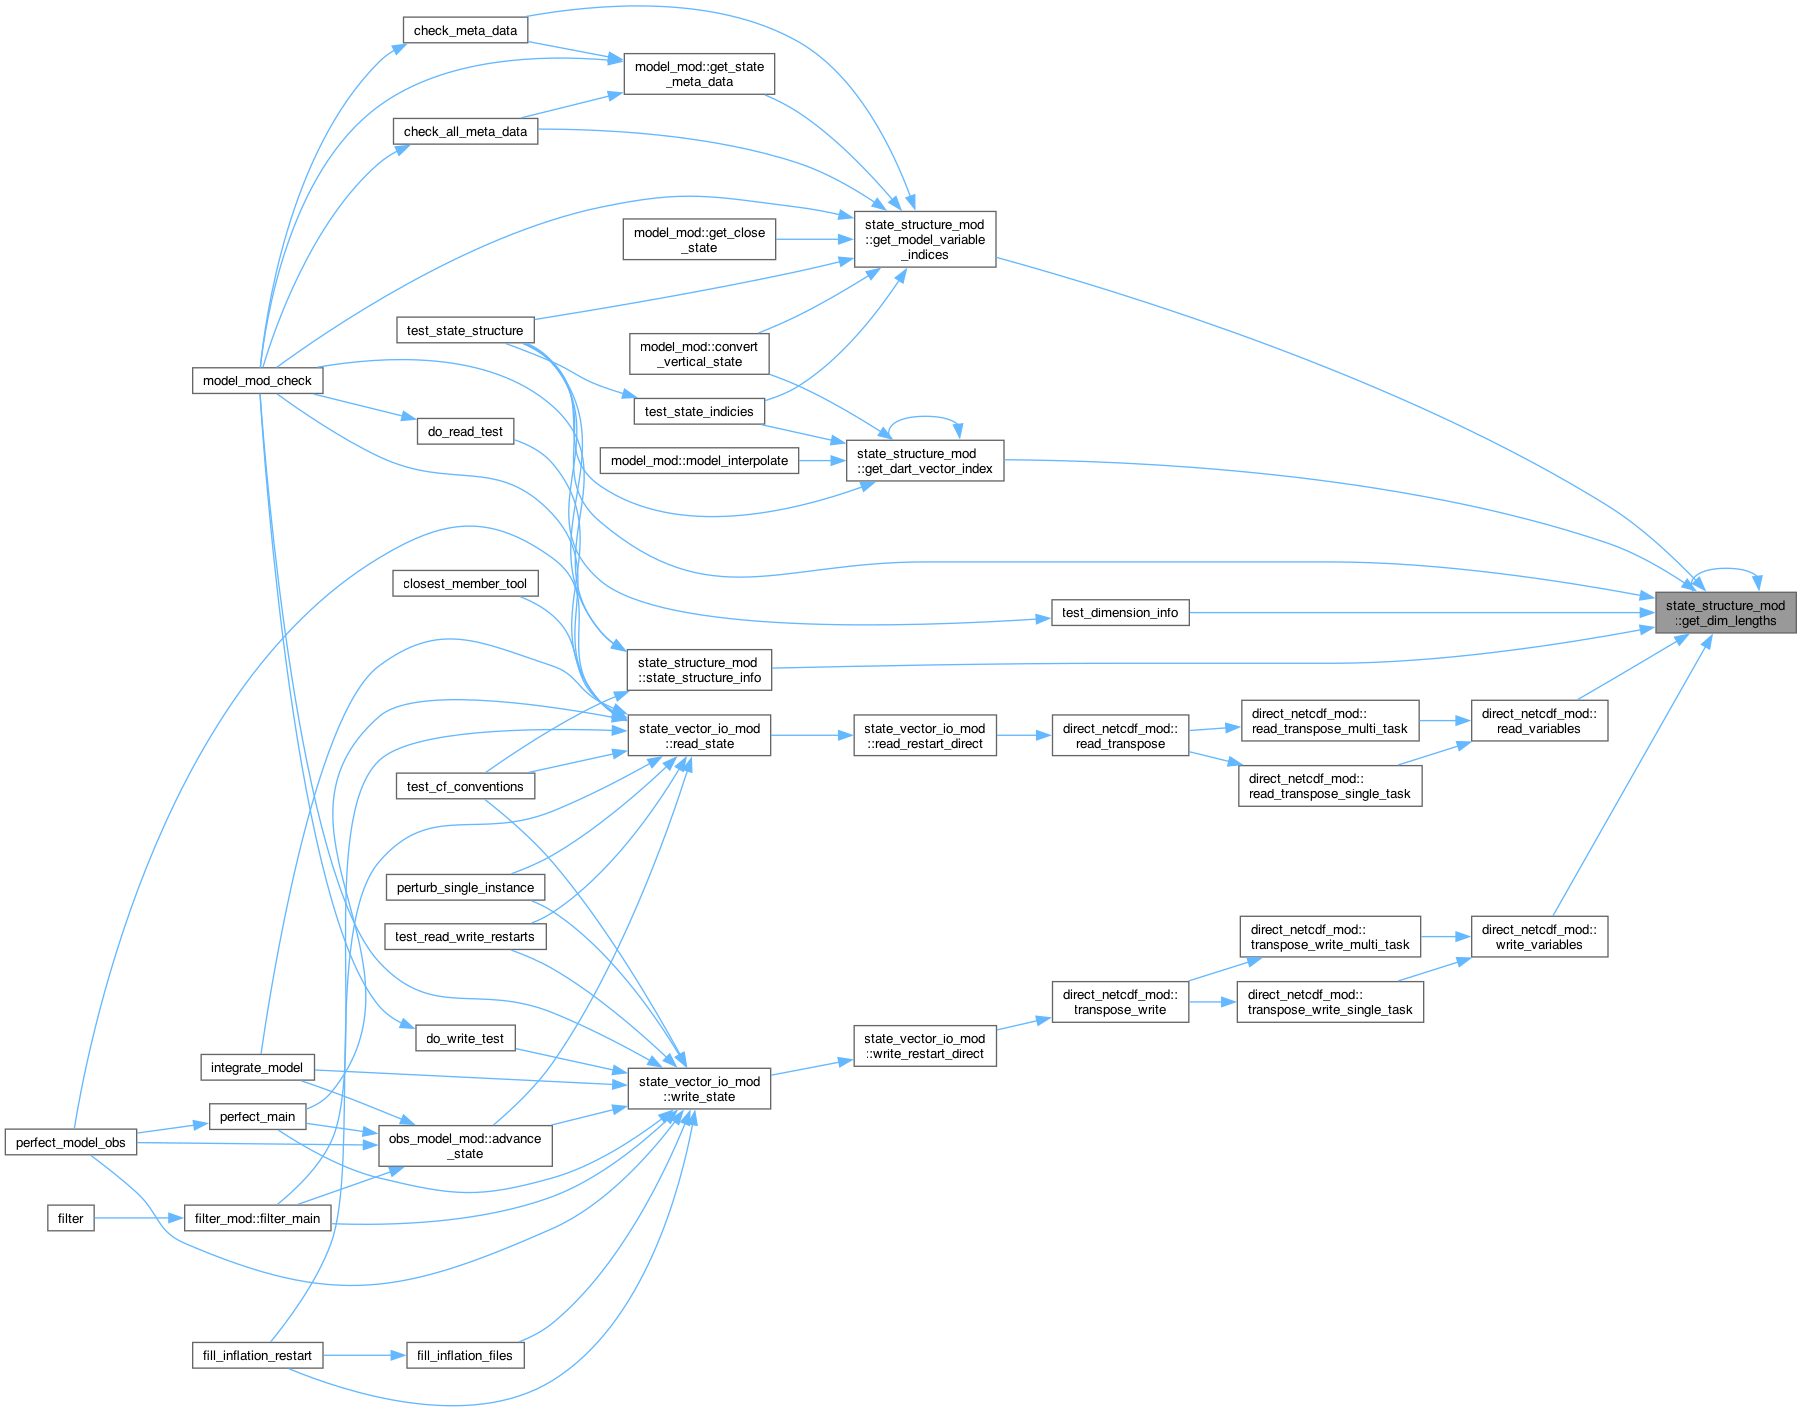 check_meta_data
model_mod::get_state
_meta_data
check_all_meta_data
state_structure_mod
::get_model_variable
_indices
model_mod::get_close
_state
test_state_structure
model_mod::convert
_vertical_state
model_mod_check
test_state_indicies
do_read_test
state_structure_mod
::get_dart_vector_index
model_mod::model_interpolate
closest_member_tool
test_dimension_info
state_structure_mod
::get_dim_lengths
state_structure_mod
::state_structure_info
state_vector_io_mod
::read_state
state_vector_io_mod
::read_restart_direct
direct_netcdf_mod::
read_transpose
direct_netcdf_mod::
read_transpose_multi_task
direct_netcdf_mod::
read_variables
direct_netcdf_mod::
read_transpose_single_task
test_cf_conventions
perturb_single_instance
test_read_write_restarts
direct_netcdf_mod::
transpose_write_multi_task
direct_netcdf_mod::
write_variables
direct_netcdf_mod::
transpose_write
direct_netcdf_mod::
transpose_write_single_task
do_write_test
state_vector_io_mod
::write_restart_direct
integrate_model
state_vector_io_mod
::write_state
perfect_main
perfect_model_obs
obs_model_mod::advance
_state
filter
filter_mod::filter_main
fill_inflation_restart
fill_inflation_files